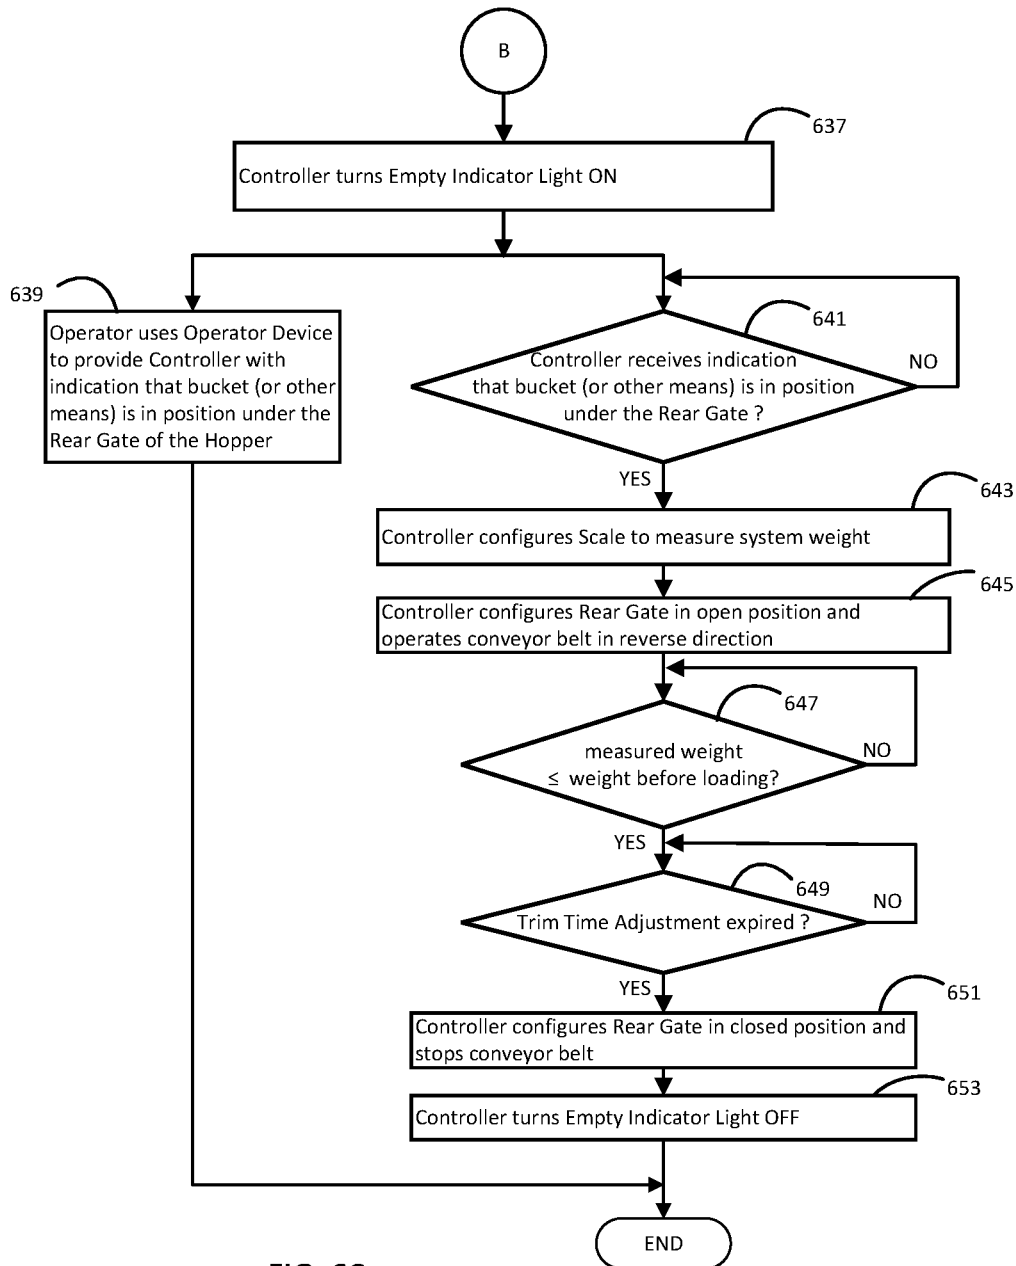 B
637
Controller turns Empty Indicator Light ON
639
Operator uses Operator Device
to provide Controller with
indication that bucket (or other
means) is in position under the
Rear Gate of the Hopper
641
Controller receives indication
that bucket (or other means) is in position
under the Rear Gate ?
NO
YES
643
Controller configures Scale to measure system weight
645
Controller configures Rear Gate in open position and
operates conveyor belt in reverse direction
647
measured weight
≤ weight before loading?
NO
YES
649
Trim Time Adjustment expired ?
NO
YES
651
Controller configures Rear Gate in closed position and
stops conveyor belt
653
Controller turns Empty Indicator Light OFF
END